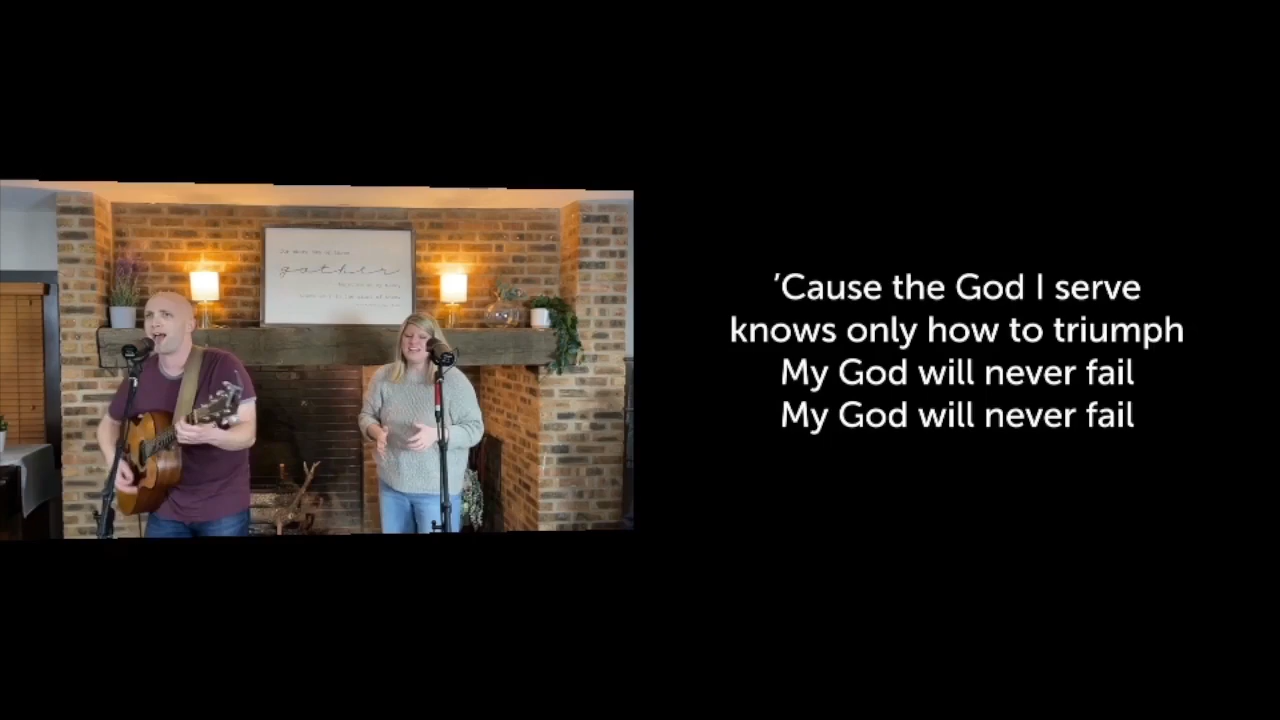 gather
’Cause the God I serve
knows only how to triumph
My God will never fail
My God will never fail